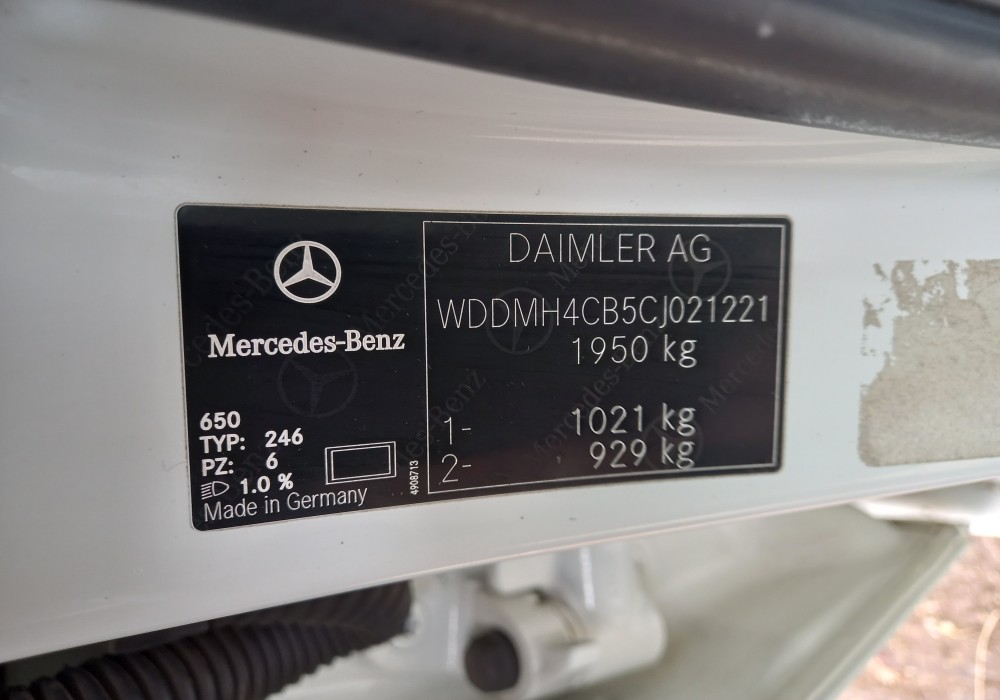 Mercedes-Benz
650
TYP: 246
PZ: 6
1.0 %
Made in Germany
4908713
DAIMLER AG
WDDMH4CB5CJ021221
1950 kg
1- 1021 kg
2- 929 kg